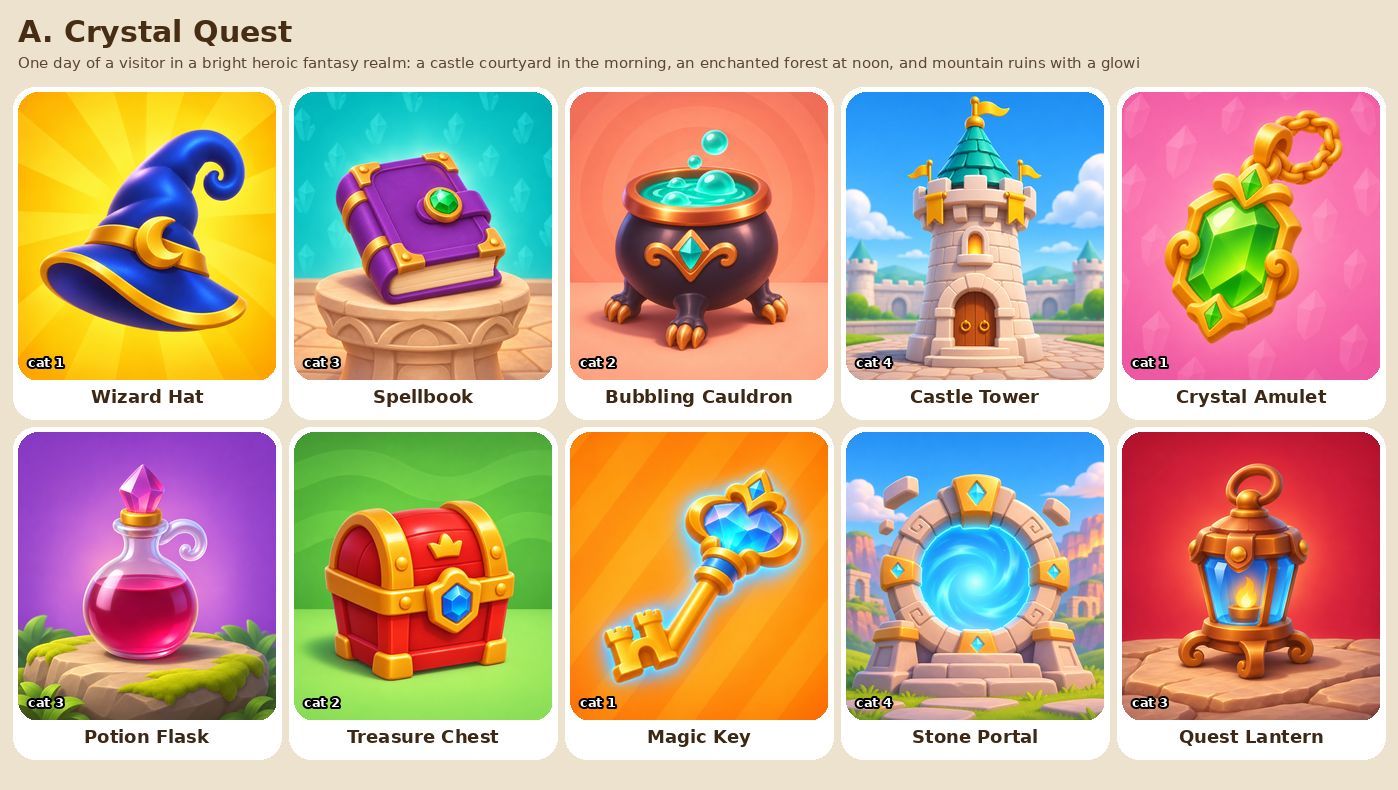 A. Crystal Quest
One day of a visitor in a bright heroic fantasy realm: a castle courtyard in the morning, an enchanted forest at noon, and mountain ruins with a glowi
cat 1
cat 3
cat 2
cat 4
cat 1
Wizard Hat
Spellbook
Bubbling Cauldron
Castle Tower
Crystal Amulet
cat 3
cat 2
cat 1
cat 4
cat 3
Potion Flask
Treasure Chest
Magic Key
Stone Portal
Quest Lantern